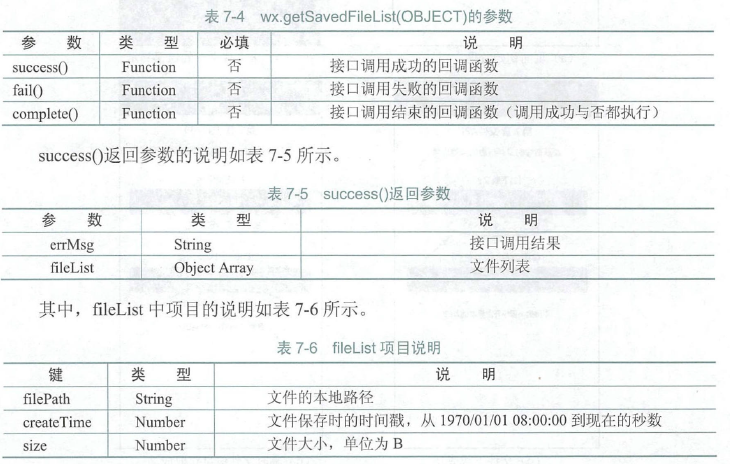 表 7-4 wx.getSavedFileList(OBJECT)的参数
参 数 类 型 必填 说 明
success() Function 否 接口调用成功的回调函数
fail() Function 否 接口调用失败的回调函数
complete() Function 否 接口调用结束的回调函数（调用成功与否都执行）
success()返回参数的说明如表 7-5 所示。
表 7-5 success()返回参数
参 数 类 型 说 明
errMsg String 接口调用结果
fileList Object Array 文件列表
其中，fileList 中项目的说明如表 7-6 所示。
表 7-6 fileList 项目说明
键 类 型 说 明
filePath String 文件的本地路径
createTime Number 文件保存时的时间戳，从 1970/01/01 08:00:00 到现在的秒数
size Number 文件大小，单位为 B